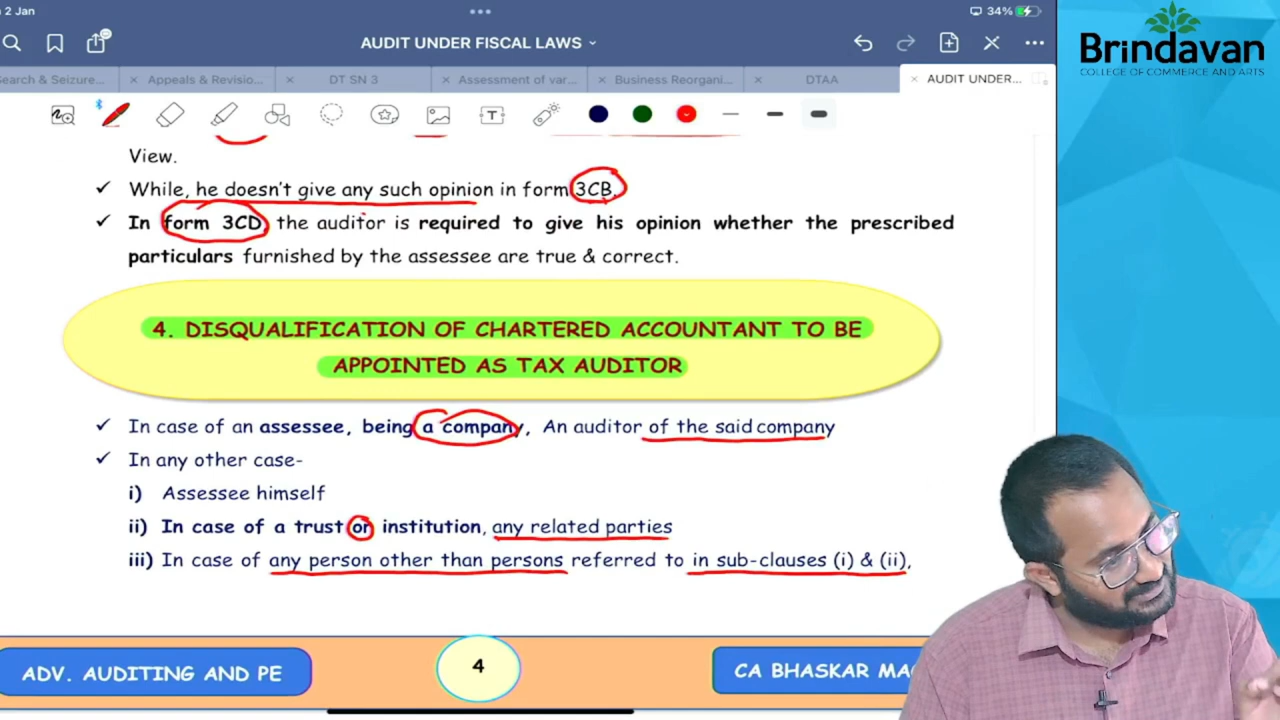 2 Jan
34%
Brindavan
COLLEGE OF COMMERCE AND ARTS
AUDIT UNDER FISCAL LAWS
earch & Seizure...
Appeals & Revisio...
DT SN 3
Assessment of var...
Business Reorgani...
DTAA
AUDIT UNDER...
View.
✓ While, he doesn't give any such opinion in form 3CB.
✓ In form 3CD, the auditor is required to give his opinion whether the prescribed
particulars furnished by the assessee are true & correct.
4. DISQUALIFICATION OF CHARTERED ACCOUNTANT TO BE
APPOINTED AS TAX AUDITOR
✓ In case of an assessee, being a company, An auditor of the said company
✓ In any other case-
i) Assessee himself
ii) In case of a trust or institution, any related parties
iii) In case of any person other than persons referred to in sub-clauses (i) & (ii),
ADV. AUDITING AND PE
4
CA BHASKAR MA